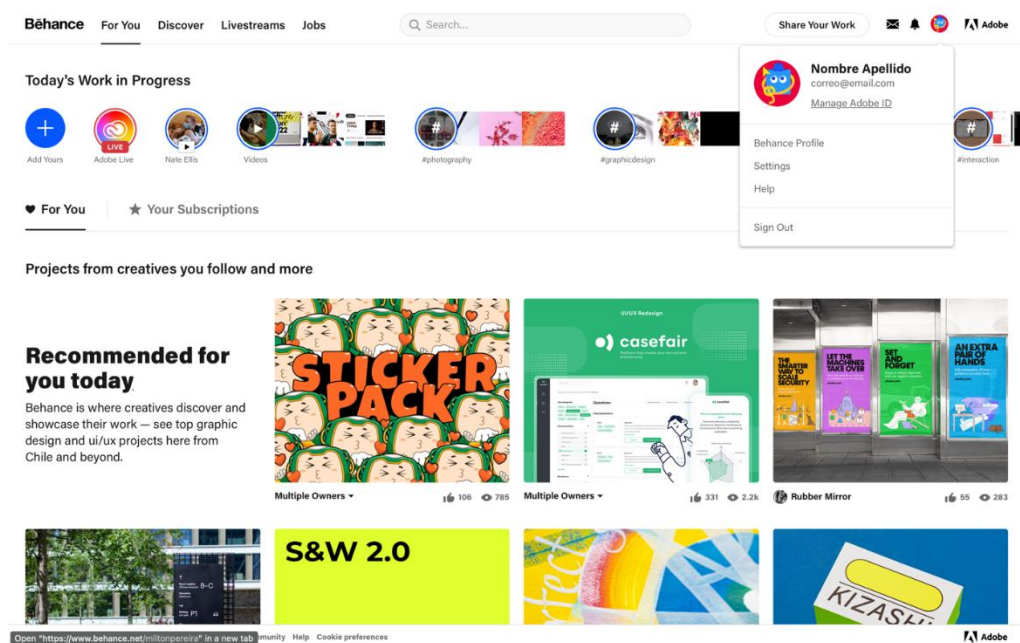 Bēhance For You Discover Livestreams Jobs Search... Share Your Work Adobe
Nombre Apellido
correo@email.com
Manage Adobe ID
Behance Profile
Settings
Help
Sign Out
Today's Work in Progress
LIVE
Add Yours Adobe Live Nate Ellis Videos #photography #graphicdesign #interaction
For You Your Subscriptions
Projects from creatives you follow and more
Recommended for
you today
Behance is where creatives discover and
showcase their work — see top graphic
design and ui/ux projects here from
Chile and beyond.
STICKER
PACK
Multiple Owners 106 785
UI/UX Redesign
casefair
Multiple Owners 331 2.2k
THE
SMARTER
WAY TO
SCALE
SECURITY
LET THE
MACHINES
TAKE OVER
SET
AND
FORGET
AN EXTRA
PAIR OF
HANDS
Rubber Mirror 55 283
B-C
P1
S&W 2.0
KIZASHI
Open "https://www.behance.net/miltonpereira" in a new tab
Help Cookie preferences
Adobe